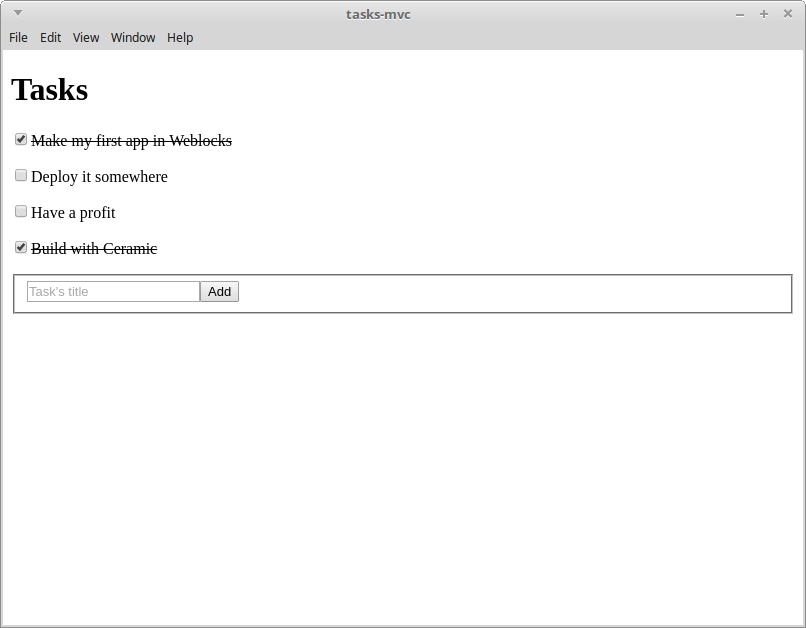 tasks-mvc
File Edit View Window Help
Tasks
Make my first app in Weblocks
Deploy it somewhere
Have a profit
Build with Ceramic
Task's title Add